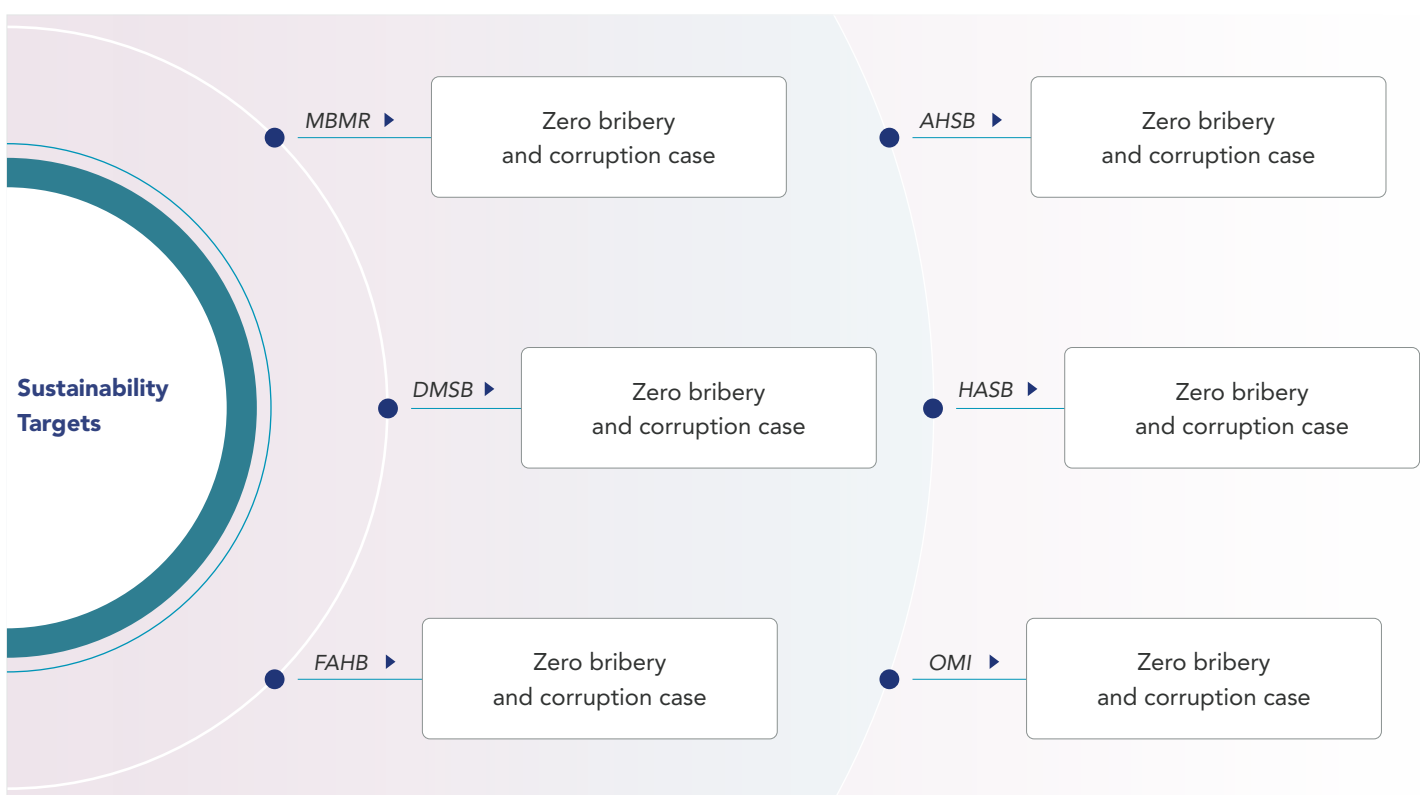 Sustainability
Targets
MBMR
Zero bribery
and corruption case
DMSB
Zero bribery
and corruption case
FAHB
Zero bribery
and corruption case
AHSB
Zero bribery
and corruption case
HASB
Zero bribery
and corruption case
OMI
Zero bribery
and corruption case